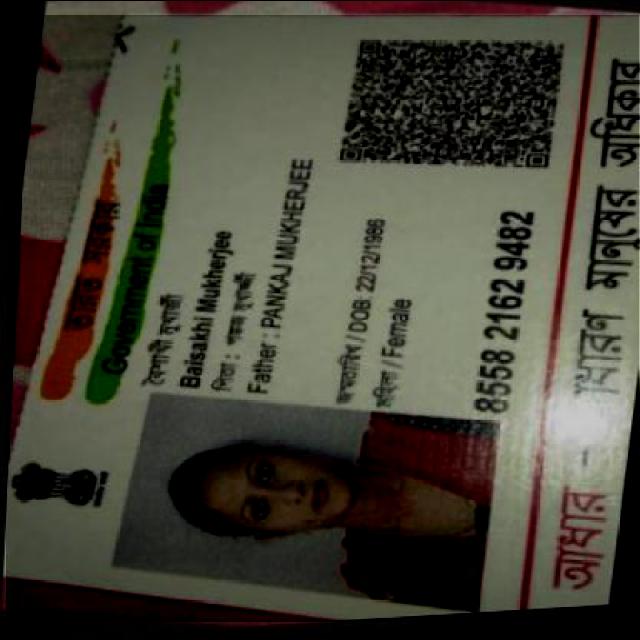 ভারত সরকার
Government of India
বৈশাখী মুখার্জী
Baisakhi Mukherjee
পিতা : পঙ্কজ মুখার্জী
Father : PANKAJ MUKHERJEE
জন্মতারিখ / DOB: 22/12/1986
মহিলা / Female
8558 2162 9482
আধার - সাধারণ মানুষের অধিকার